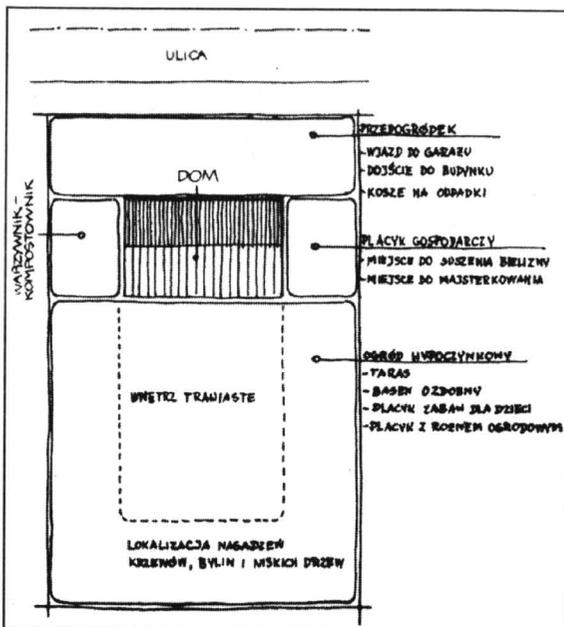 ULICA
PRZEDOGRÓDEK
- WJAZD DO GARAŻU
- DOJŚCIE DO BUDYNKU
- KOSZE NA ODPADKI
DOM
WARZYWNIK –
KOMPOSTOWNIK
PLACYK GOSPODARCZY
- MIEJSCE DO SUSZENIA BIELIZNY
- MIEJSCE DO MAJSTERKOWANIA
OGRÓD WYPOCZYNKOWY
- TARAS
- BASEN OZDOBNY
- PLACYK ZABAW DLA DZIECI
- PLACYK Z ROŻNEM OGRODOWYM
WNĘTRZ TRAWIASTE
LOKALIZACJA NASADZEŃ
KRZEWÓW, BYLIN I NISKICH DRZEW